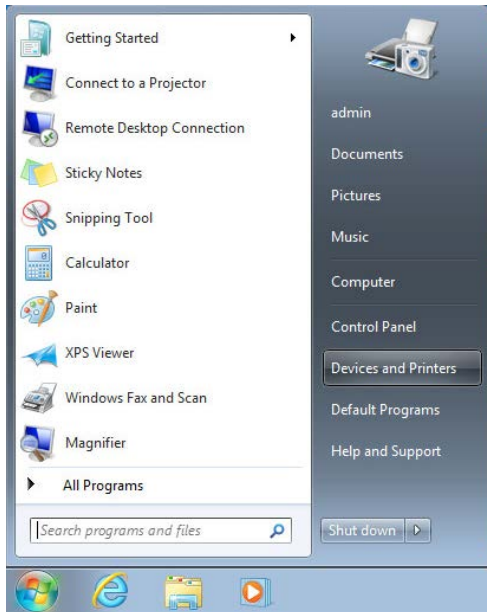 Getting Started
Connect to a Projector
Remote Desktop Connection
Sticky Notes
Snipping Tool
Calculator
Paint
XPS Viewer
Windows Fax and Scan
Magnifier
All Programs
Search programs and files
admin
Documents
Pictures
Music
Computer
Control Panel
Devices and Printers
Default Programs
Help and Support
Shut down